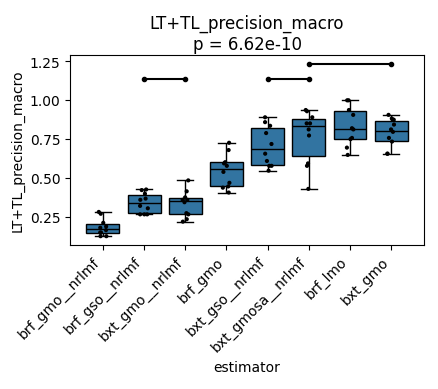 LT+TL_precision_macro
p = 6.62e-10
LT+TL_precision_macro
1.25
1.00
0.75
0.50
0.25
brf_gmo__nrlmf
brf_gso__nrlmf
bxt_gmo__nrlmf
brf_gmo
bxt_gso__nrlmf
bxt_gmosa__nrlmf
brf_lmo
bxt_gmo
estimator